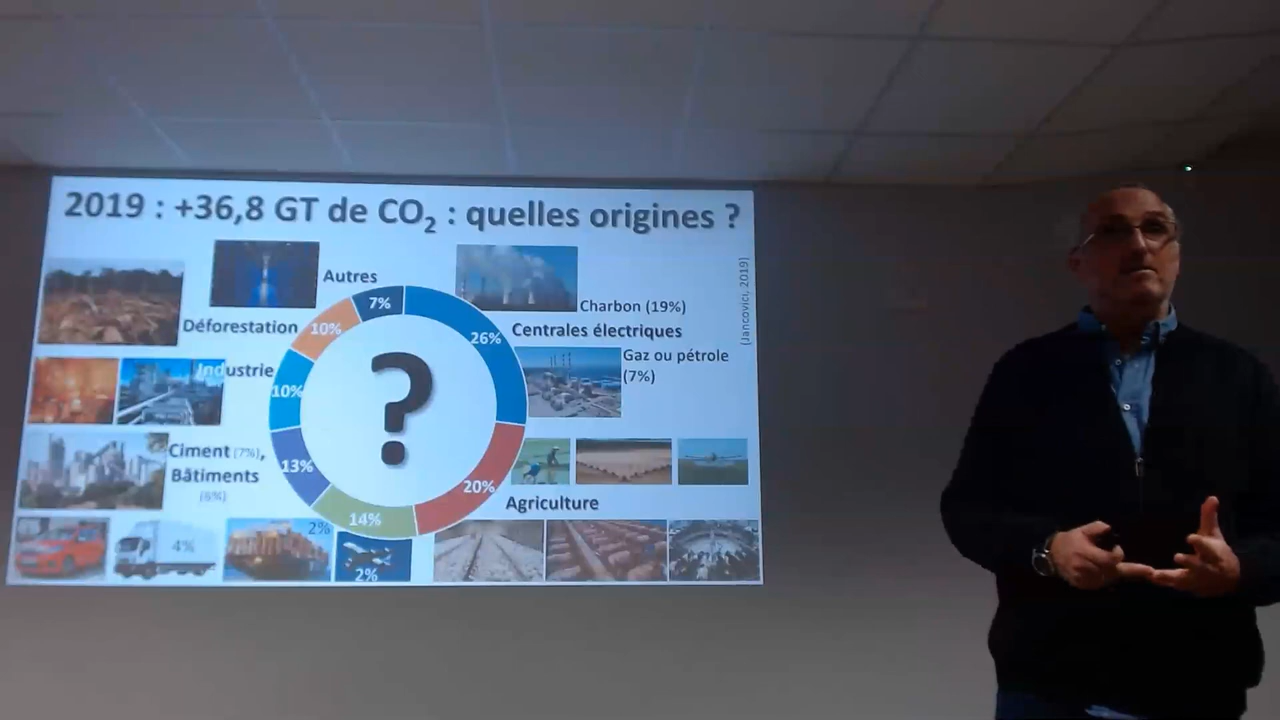 2019 : +36,8 GT de CO2 : quelles origines ?
(Jancovici, 2019)
Autres
7%
Charbon (19%)
Déforestation
10%
26%
Centrales électriques
Gaz ou pétrole
(7%)
Industrie
10%
Ciment (7%),
Bâtiments
(6%)
13%
20%
Agriculture
14%
6%
4%
2%
2%
?